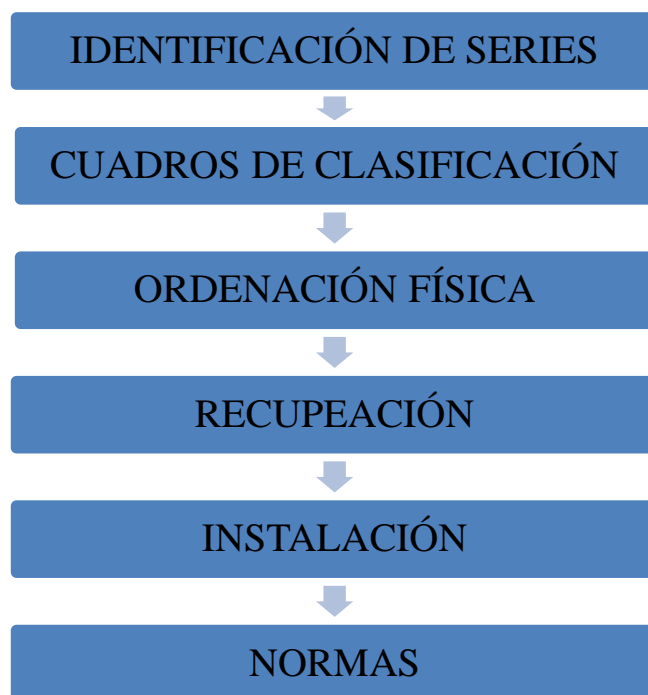 IDENTIFICACIÓN DE SERIES
CUADROS DE CLASIFICACIÓN
ORDENACIÓN FÍSICA
RECUPEACIÓN
INSTALACIÓN
NORMAS